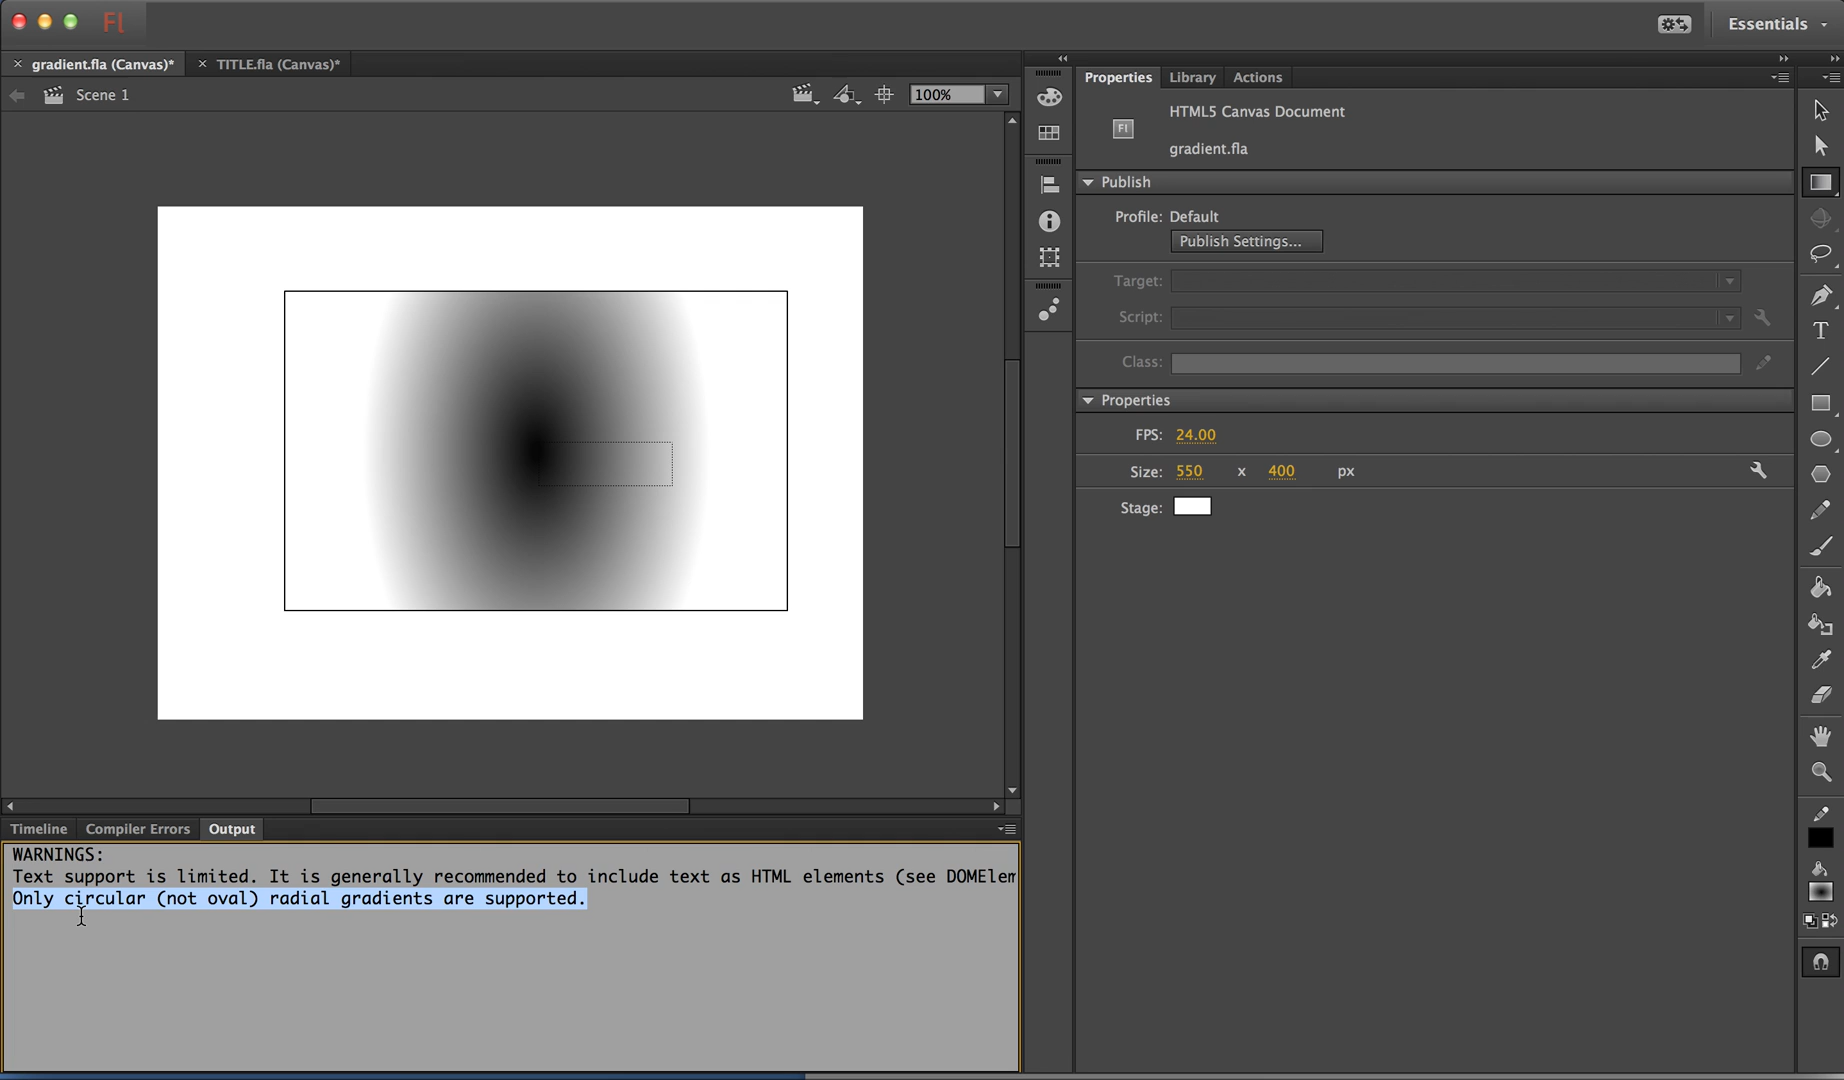 Fl
Essentials
gradient.fla (Canvas)*
TITLE.fla (Canvas)*
Scene 1
100%
Properties
Library
Actions
HTML5 Canvas Document
Fl
gradient.fla
Publish
Profile: Default
Publish Settings...
Target:
Script:
Class:
Properties
FPS: 24.00
Size: 550 x 400 px
Stage:
T
Timeline
Compiler Errors
Output
WARNINGS:
Text support is limited. It is generally recommended to include text as HTML elements (see DOMElem
Only circular (not oval) radial gradients are supported.